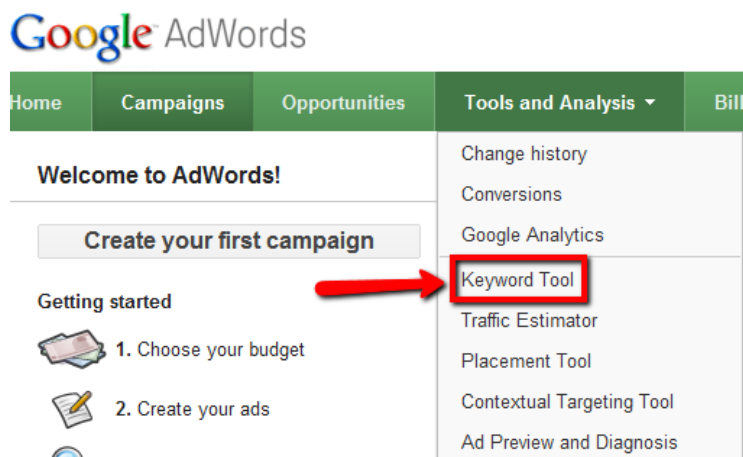 Google AdWords
Home Campaigns Opportunities Tools and Analysis Bill
Welcome to AdWords!
Create your first campaign
Getting started
1. Choose your budget
2. Create your ads
Change history
Conversions
Google Analytics
Keyword Tool
Traffic Estimator
Placement Tool
Contextual Targeting Tool
Ad Preview and Diagnosis